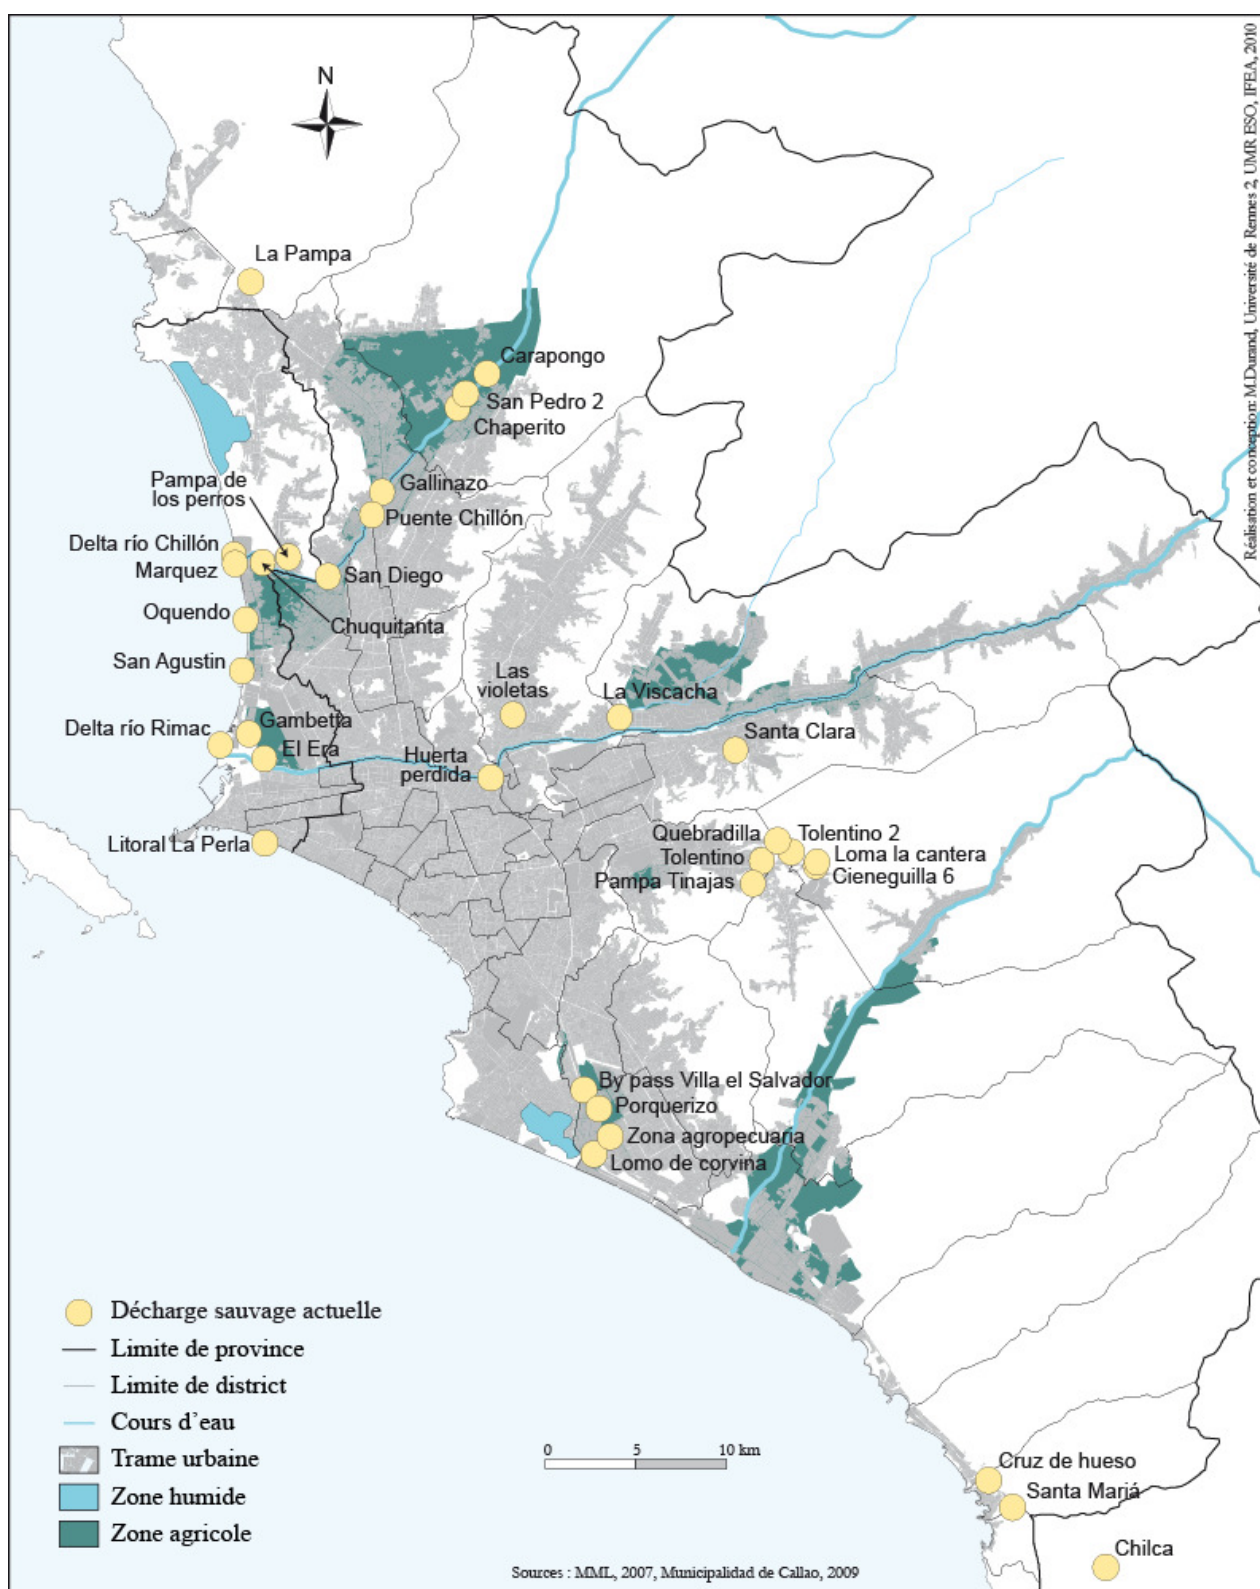 N
Réalisation et conception: M.Durand, Université de Rennes 2, UMR ESO, IFEA, 2010
La Pampa
Carapongo
San Pedro 2
Chaperito
Pampa de
los perros
Gallinazo
Puente Chillón
Delta río Chillón
Marquez
San Diego
Oquendo
Chuquitanta
San Agustin
Las
violetas
La Viscacha
Delta río Rimac
Gambetta
El Era
Huerta
perdida
Santa Clara
Litoral La Perla
Quebradilla
Tolentino 2
Tolentino
Loma la cantera
Pampa Tinajas
Cieneguilla 6
By pass Villa el Salvador
Porquerizo
Zona agropecuaria
Lomo de corvina
Décharge sauvage actuelle
Limite de province
Limite de district
Cours d'eau
Trame urbaine
Zone humide
Zone agricole
0 5 10 km
Cruz de hueso
Santa Mariá
Chilca
Sources : MML, 2007, Municipalidad de Callao, 2009